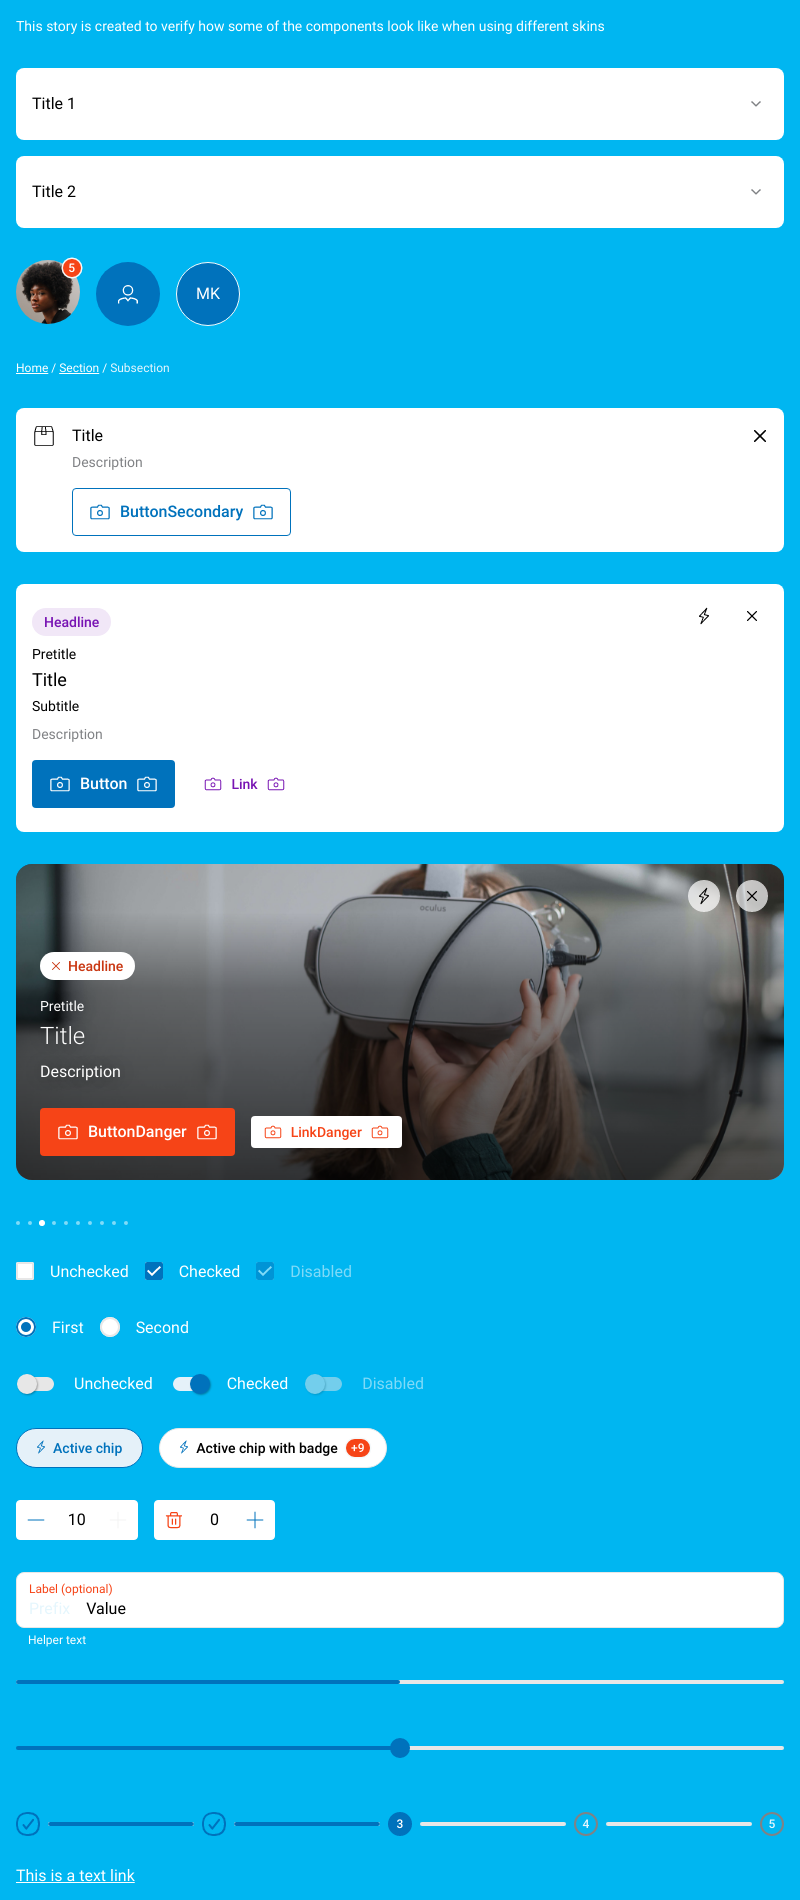 This story is created to verify how some of the components look like when using different skins
Title 1
Title 2
5
MK
Home / Section / Subsection
Title
Description
ButtonSecondary
Headline
Pretitle
Title
Subtitle
Description
Button Link
oculus
Headline
Pretitle
Title
Description
ButtonDanger LinkDanger
Unchecked Checked Disabled
First Second
Unchecked Checked Disabled
Active chip Active chip with badge +9
10 0
Label (optional)
Prefix Value
Helper text
3 4 5
This is a text link